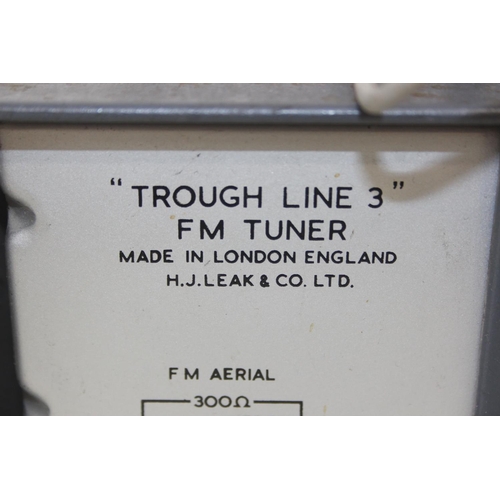 "TROUGH LINE 3"
FM TUNER
MADE IN LONDON ENGLAND
H.J.LEAK & CO. LTD.
FM AERIAL
300Ω